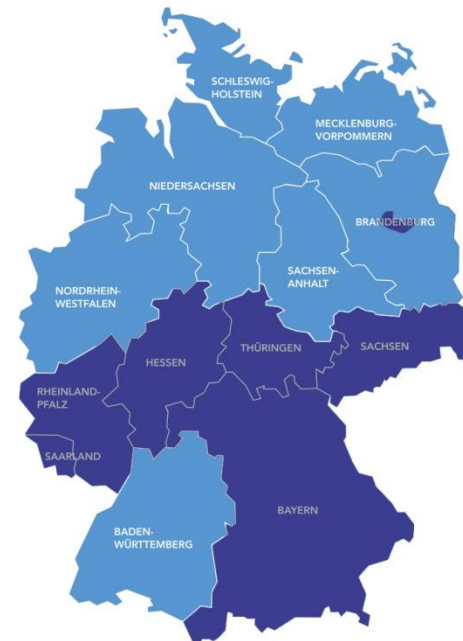 SCHLESWIG-
HOLSTEIN
MECKLENBURG-
VORPOMMERN
NIEDERSACHSEN
BRANDENBURG
SACHSEN-
ANHALT
NORDRHEIN-
WESTFALEN
HESSEN
THÜRINGEN
SACHSEN
RHEINLAND-
PFALZ
SAARLAND
BAYERN
BADEN-
WÜRTTEMBERG